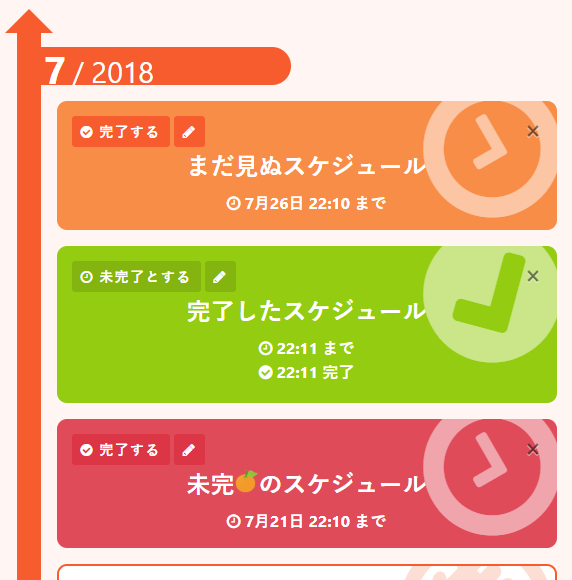 7 / 2018
完了する
まだ見ぬスケジュール
7月26日 22:10 まで
未完了とする
完了したスケジュール
22:11 まで
22:11 完了
完了する
未完🍊のスケジュール
7月21日 22:10 まで